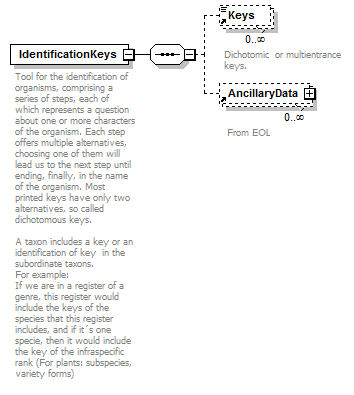 Keys
0..∞
Dichotomic or multientrance
keys.
IdentificationKeys
AncillaryData
0..∞
From EOL
Tool for the identification of
organisms, comprising a
series of steps, each of
which represents a question
about one or more characters
of the organism. Each step
offers multiple alternatives,
choosing one of them will
lead us to the next step until
ending, finally, in the name
of the organism. Most
printed keys have only two
alternatives, so called
dichotomous keys.
A taxon includes a key or an
identification of key in the
subordinate taxons.
For example:
If we are in a register of a
genre, this register would
include the keys of the
species that this register
includes, and if it´s one
specie, then it would include
the key of the infraspecific
rank (For plants: subspecies,
variety forms)